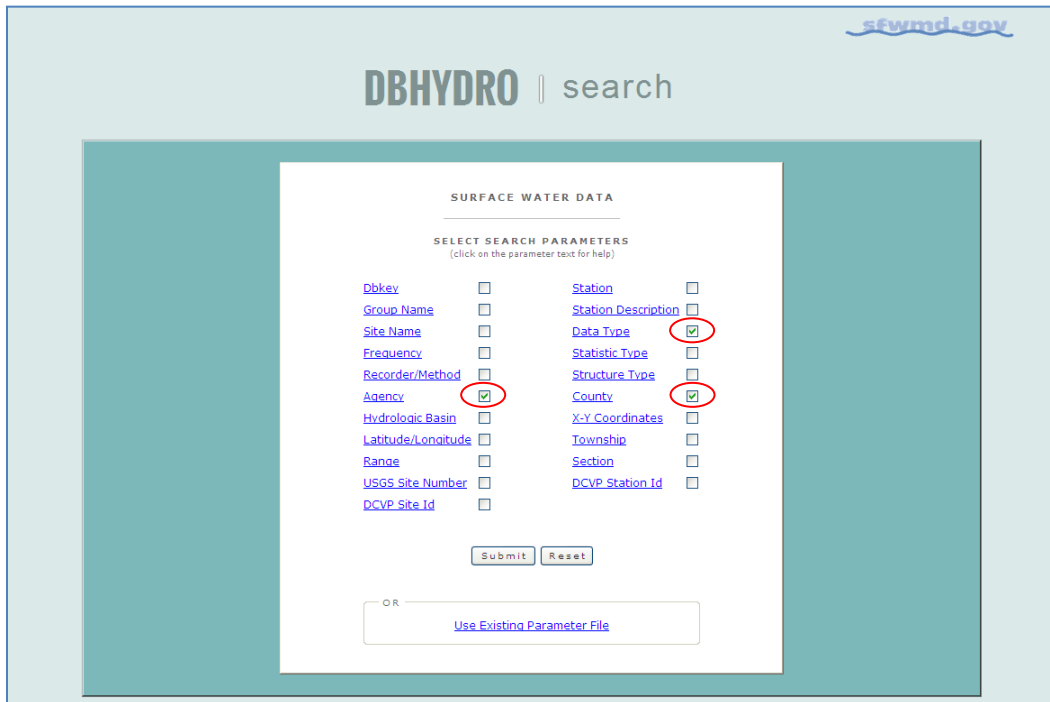 sfwmd.gov
DBHYDRO | search
SURFACE WATER DATA
SELECT SEARCH PARAMETERS
(click on the parameter text for help)
Dbkey Station
Group Name Station Description
Site Name Data Type
Frequency Statistic Type
Recorder/Method Structure Type
Agency County
Hydrologic Basin X-Y Coordinates
Latitude/Longitude Township
Range Section
USGS Site Number DCVP Station Id
DCVP Site Id
Submit Reset
OR
Use Existing Parameter File